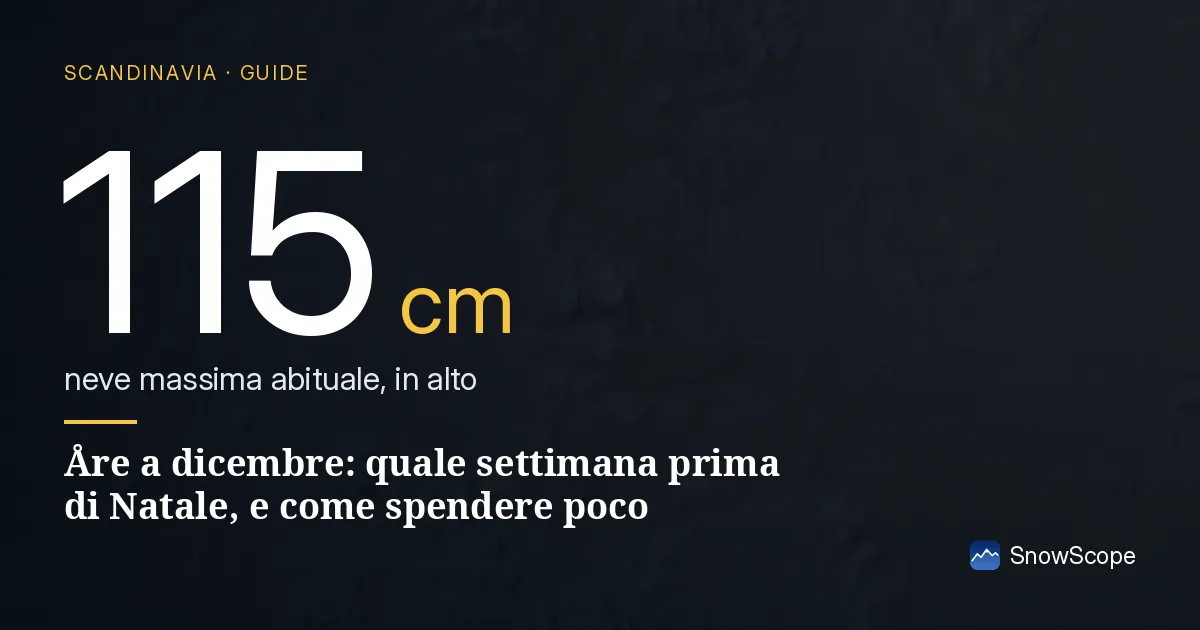 SCANDINAVIA · GUIDE
115 cm
neve massima abituale, in alto
Åre a dicembre: quale settimana prima
di Natale, e come spendere poco
SnowScope